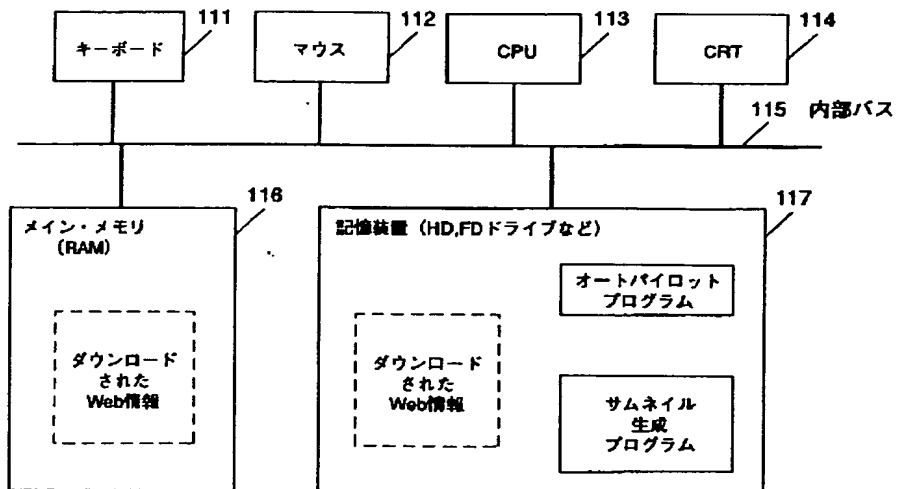 111
キーボード
112
マウス
113
CPU
114
CRT
115 内部バス
116
メイン・メモリ
(RAM)
ダウンロード
された
Web情報
117
記憶装置（HD,FDドライブなど）
オートパイロット
プログラム
ダウンロード
された
Web情報
サムネイル
生成
プログラム